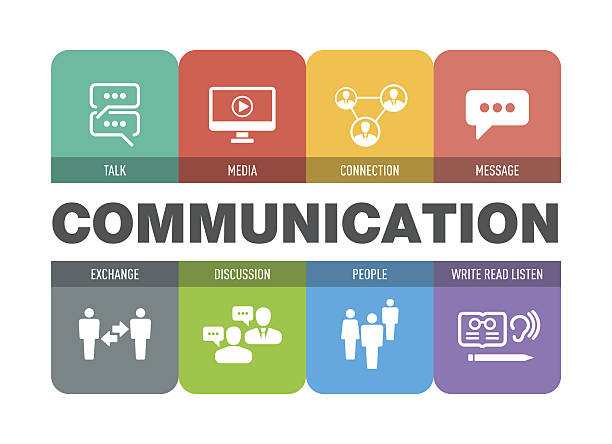 TALK
MEDIA
CONNECTION
MESSAGE
COMMUNICATION
EXCHANGE
DISCUSSION
PEOPLE
WRITE READ LISTEN